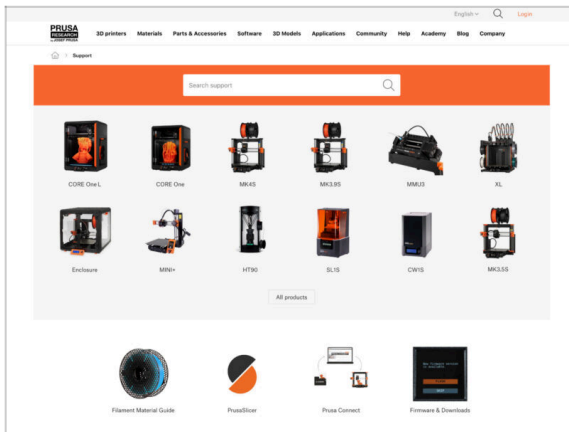 English
Login
PRUSA
RESEARCH
by JOSEF PRUSA
3D printers Materials Parts & Accessories Software 3D Models Applications Community Help Academy Blog Company
Support
Search support
CORE One L CORE One MK4S MK3.9S MMU3 XL
Enclosure MINI+ HT90 SL1S CW1S MK3.5S
All products
Filament Material Guide PrusaSlicer Prusa Connect Firmware & Downloads